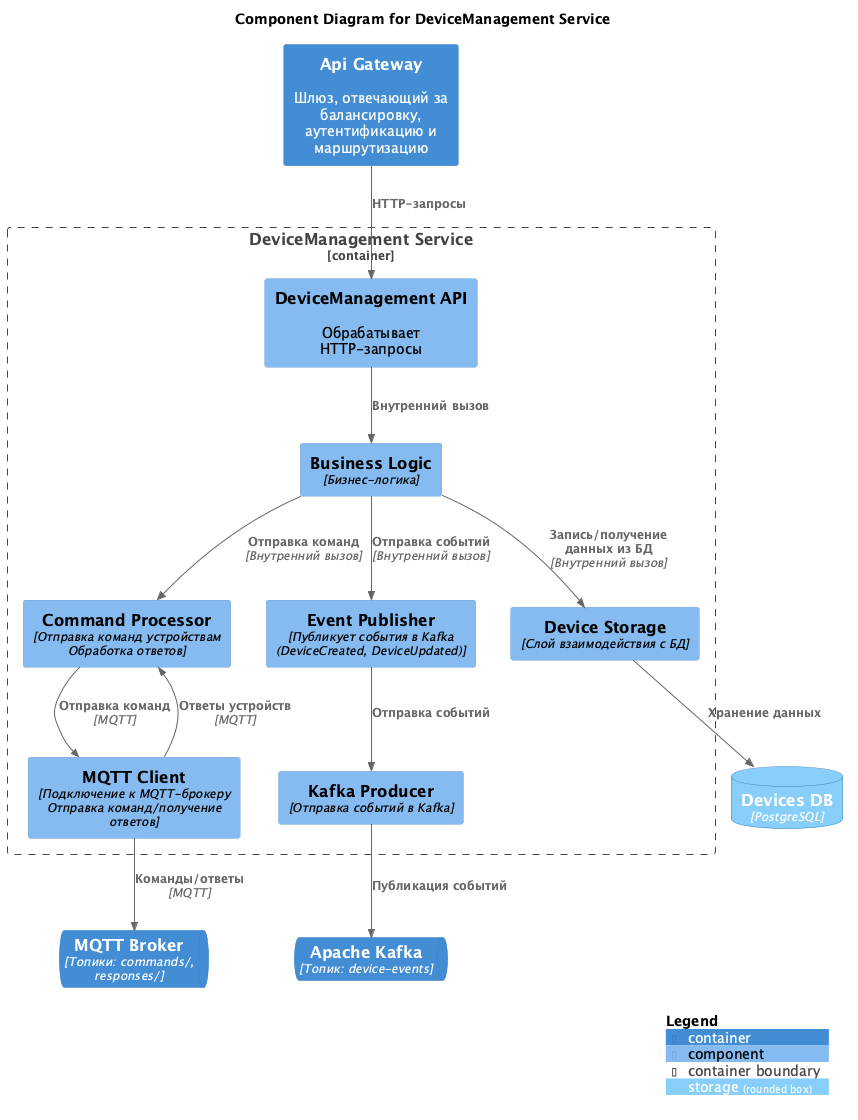 Component Diagram for DeviceManagement Service
Api Gateway
Шлюз, отвечающий за
балансировку,
аутентификацию и
маршрутизацию
HTTP-запросы
DeviceManagement Service
[container]
DeviceManagement API
Обрабатывает
HTTP-запросы
Внутренний вызов
Business Logic
[Бизнес-логика]
Отправка команд
[Внутренний вызов]
Отправка событий
[Внутренний вызов]
Запись/получение
данных из БД
[Внутренний вызов]
Command Processor
[Отправка команд устройствам
Обработка ответов]
Event Publisher
[Публикует события в Kafka
(DeviceCreated, DeviceUpdated)]
Device Storage
[Слой взаимодействия с БД]
Отправка команд
[MQTT]
Ответы устройств
[MQTT]
Отправка событий
Хранение данных
MQTT Client
[Подключение к MQTT-брокеру
Отправка команд/получение
ответов]
Kafka Producer
[Отправка событий в Kafka]
Devices DB
[PostgreSQL]
Команды/ответы
[MQTT]
Публикация событий
MQTT Broker
[Топики: commands/,
responses/]
Apache Kafka
[Топик: device-events]
Legend
container
component
container boundary
storage (rounded box)